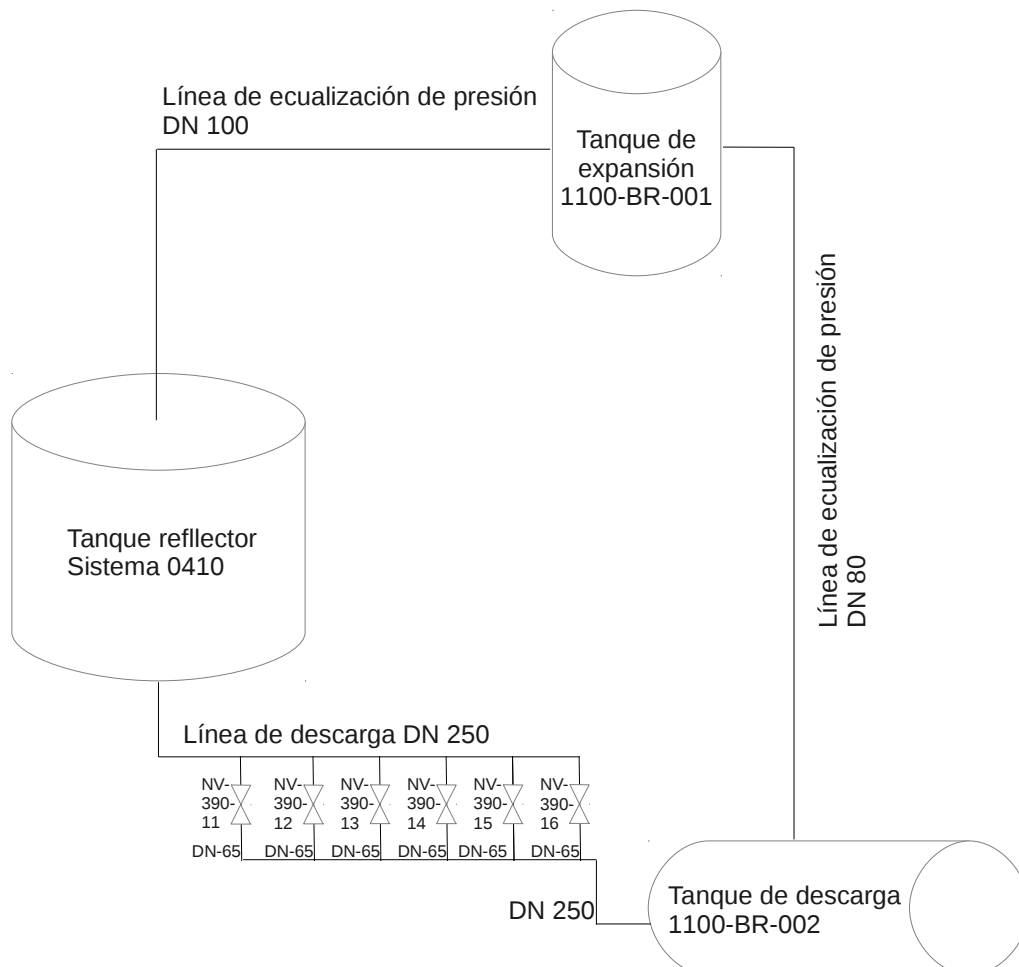 Línea de ecualización de presión
DN 100
Tanque de
expansión
1100-BR-001
Línea de ecualización de presión
DN 80
Tanque refllector
Sistema 0410
Línea de descarga DN 250
NV-
390-
11
NV-
390-
12
NV-
390-
13
NV-
390-
14
NV-
390-
15
NV-
390-
16
DN-65
DN-65
DN-65
DN-65
DN-65
DN-65
DN 250
Tanque de descarga
1100-BR-002